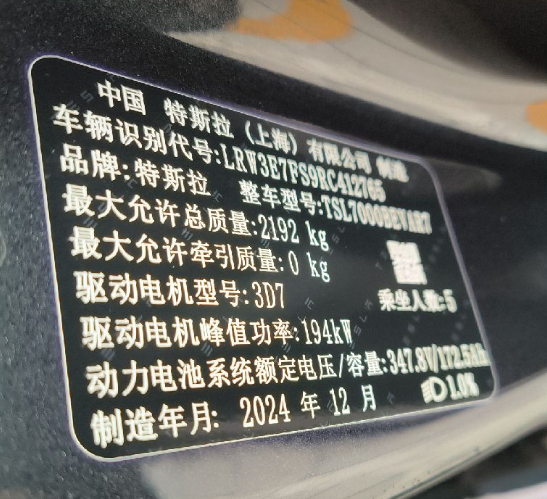 中国 特斯拉（上海）有限公司 制造
车辆识别代号:LRW3E7FS9RC412765
品牌:特斯拉 整车型号:TSL7000BEVAR7
最大允许总质量:2192 kg
最大允许牵引质量:0 kg
驱动电机型号:3D7 乘坐人数:5
驱动电机峰值功率:194kW
动力电池系统额定电压/容量:347.8V/172.5Ah
制造年月: 2024 年 12 月 1.0%